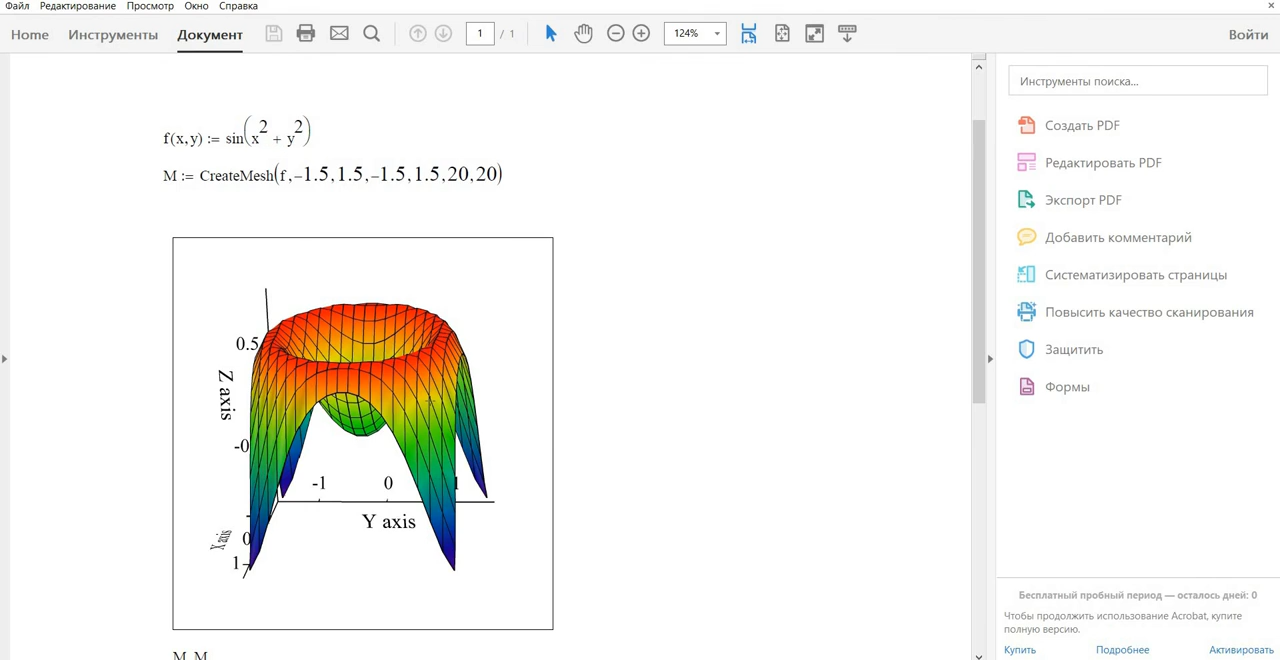 Файл Редактирование Просмотр Окно Справка
Home Инструменты Документ 1 / 1 124% Войти
Инструменты поиска...
f(x,y) := sin(x² + y²)
M := CreateMesh(f,-1.5,1.5,-1.5,1.5,20,20)
0.5
Z axis
-0
-1 0 1
Y axis
X axis
0
1
M, M
Создать PDF
Редактировать PDF
Экспорт PDF
Добавить комментарий
Систематизировать страницы
Повысить качество сканирования
Защитить
Формы
Бесплатный пробный период — осталось дней: 0
Чтобы продолжить использование Acrobat, купите
полную версию.
Купить Подробнее Активировать